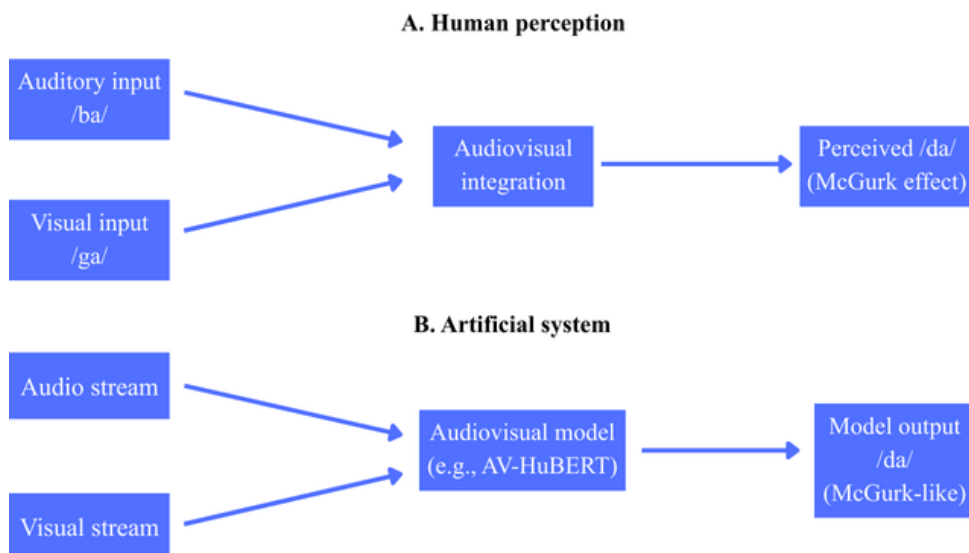 A. Human perception
Auditory input
/ba/
Audiovisual
integration
Perceived /da/
(McGurk effect)
Visual input
/ga/
B. Artificial system
Audio stream
Audiovisual model
(e.g., AV-HuBERT)
Model output
/da/
(McGurk-like)
Visual stream